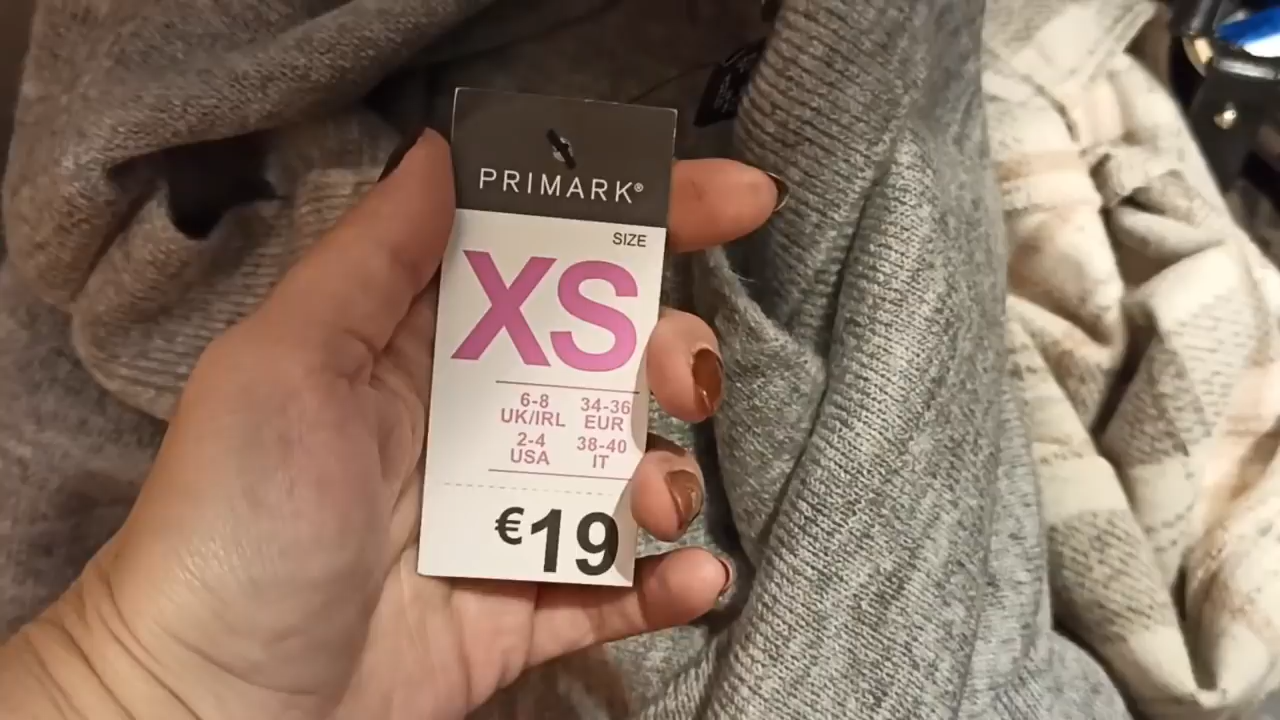 PRIMARK®
SIZE
XS
6-8 34-36
UK/IRL EUR
2-4 38-40
USA IT
€19